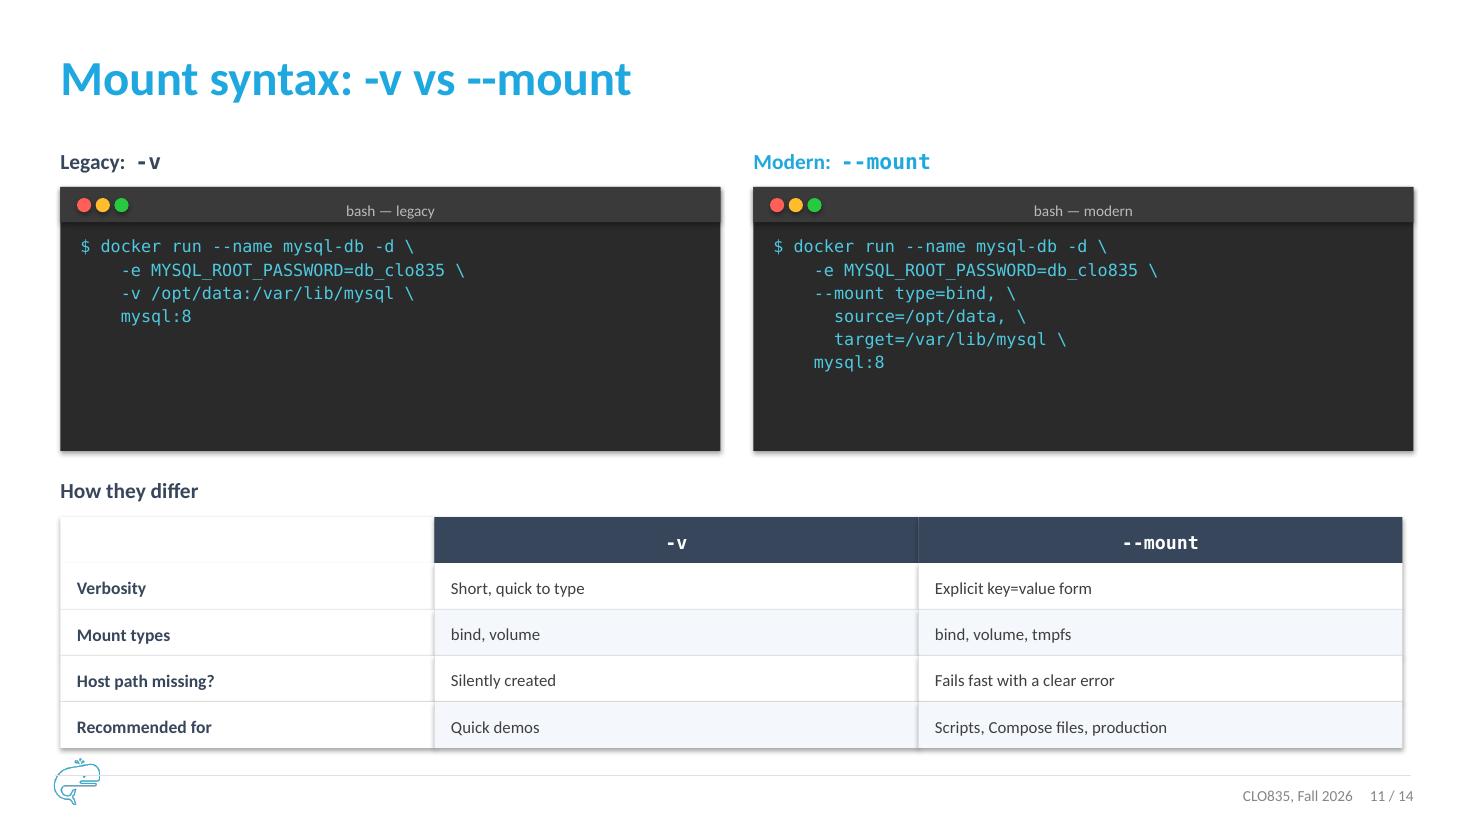 Mount syntax: -v vs --mount
Legacy: -v
Modern: --mount
bash — legacy
$ docker run --name mysql-db -d \
    -e MYSQL_ROOT_PASSWORD=db_clo835 \
    -v /opt/data:/var/lib/mysql \
    mysql:8
bash — modern
$ docker run --name mysql-db -d \
    -e MYSQL_ROOT_PASSWORD=db_clo835 \
    --mount type=bind, \
      source=/opt/data, \
      target=/var/lib/mysql \
    mysql:8
How they differ
-v --mount
Verbosity Short, quick to type Explicit key=value form
Mount types bind, volume bind, volume, tmpfs
Host path missing? Silently created Fails fast with a clear error
Recommended for Quick demos Scripts, Compose files, production
CLO835, Fall 2026 11 / 14